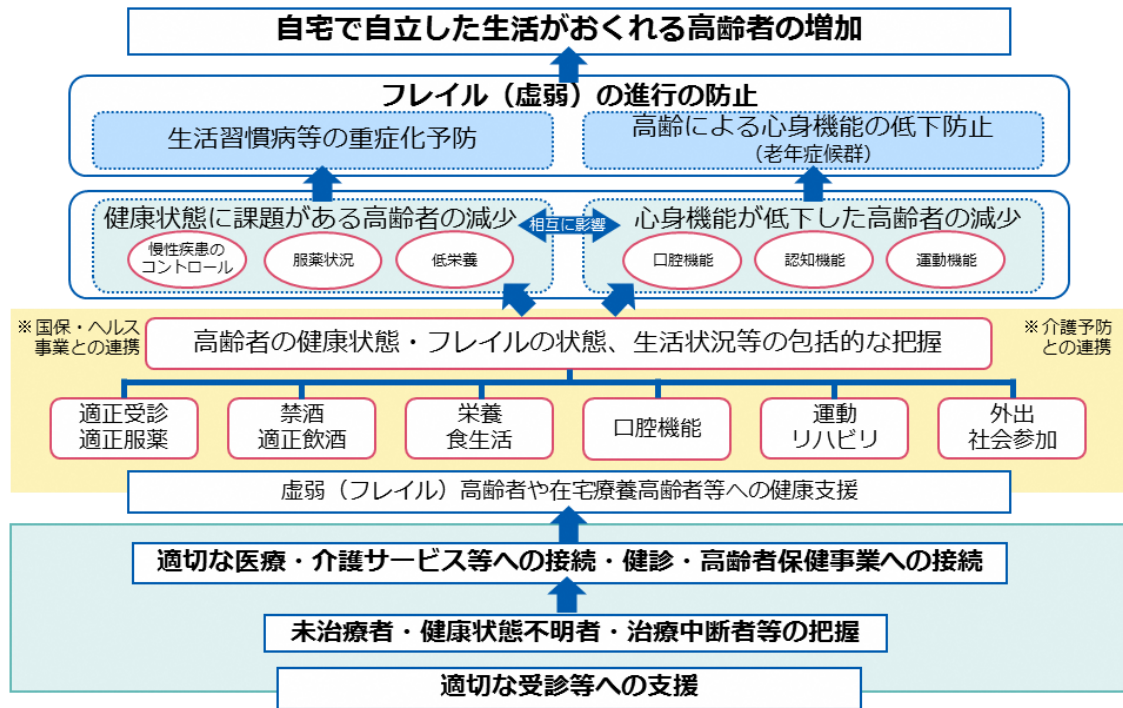 自宅で自立した生活がおくれる高齢者の増加
フレイル（虚弱）の進行の防止
生活習慣病等の重症化予防
高齢による心身機能の低下防止
（老年症候群）
健康状態に課題がある高齢者の減少
相互に影響
心身機能が低下した高齢者の減少
慢性疾患の
コントロール
服薬状況
低栄養
口腔機能
認知機能
運動機能
※国保・ヘルス
事業との連携
高齢者の健康状態・フレイルの状態、生活状況等の包括的な把握
※介護予防
との連携
適正受診
適正服薬
禁酒
適正飲酒
栄養
食生活
口腔機能
運動
リハビリ
外出
社会参加
虚弱（フレイル）高齢者や在宅療養高齢者等への健康支援
適切な医療・介護サービス等への接続・健診・高齢者保健事業への接続
未治療者・健康状態不明者・治療中断者等の把握
適切な受診等への支援